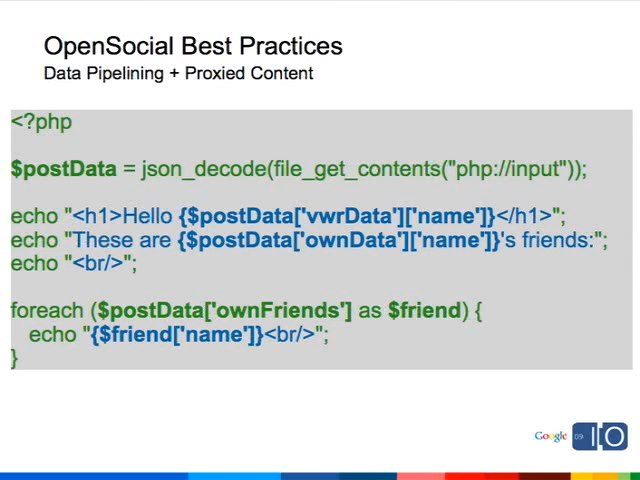 OpenSocial Best Practices
Data Pipelining + Proxied Content
<?php
$postData = json_decode(file_get_contents("php://input"));
echo "<h1>Hello {$postData['vwrData']['name']}</h1>";
echo "These are {$postData['ownData']['name']}'s friends:";
echo "<br/>";
foreach ($postData['ownFriends'] as $friend) {
echo "{$friend['name']}<br/>";
}
Google 09 IO